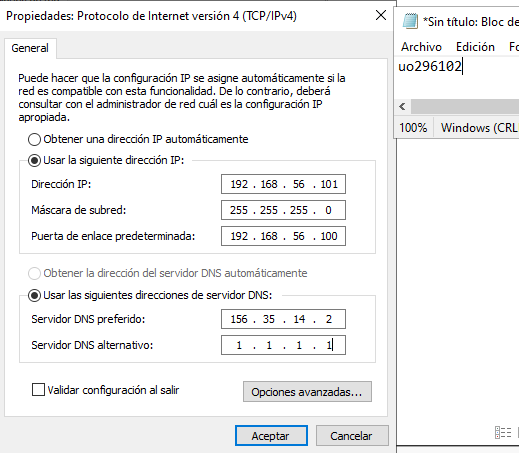 Propiedades: Protocolo de Internet versión 4 (TCP/IPv4)
General
Puede hacer que la configuración IP se asigne automáticamente si la
red es compatible con esta funcionalidad. De lo contrario, deberá
consultar con el administrador de red cuál es la configuración IP
apropiada.
Obtener una dirección IP automáticamente
Usar la siguiente dirección IP:
Dirección IP:
192 . 168 . 56 . 101
Máscara de subred:
255 . 255 . 255 . 0
Puerta de enlace predeterminada:
192 . 168 . 56 . 100
Obtener la dirección del servidor DNS automáticamente
Usar las siguientes direcciones de servidor DNS:
Servidor DNS preferido:
156 . 35 . 14 . 2
Servidor DNS alternativo:
1 . 1 . 1 . 1
Validar configuración al salir
Opciones avanzadas...
Aceptar
Cancelar
*Sin título: Bloc de
Archivo Edición Fo
uo296102
100% Windows (CRL